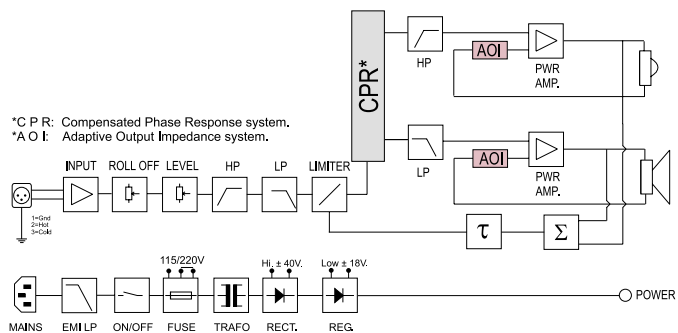 CPR*
HP
AOI
PWR
AMP.
*C P R: Compensated Phase Response system.
*A O I: Adaptive Output Impedance system.
LP
AOI
PWR
AMP.
INPUT
ROLL OFF
LEVEL
HP
LP
LIMITER
1=Gnd
2=Hot
3=Cold
τ
Σ
115/220V
Hi. ± 40V.
Low ± 18V.
POWER
MAINS
EMI LP
ON/OFF
FUSE
TRAFO
RECT.
REG.